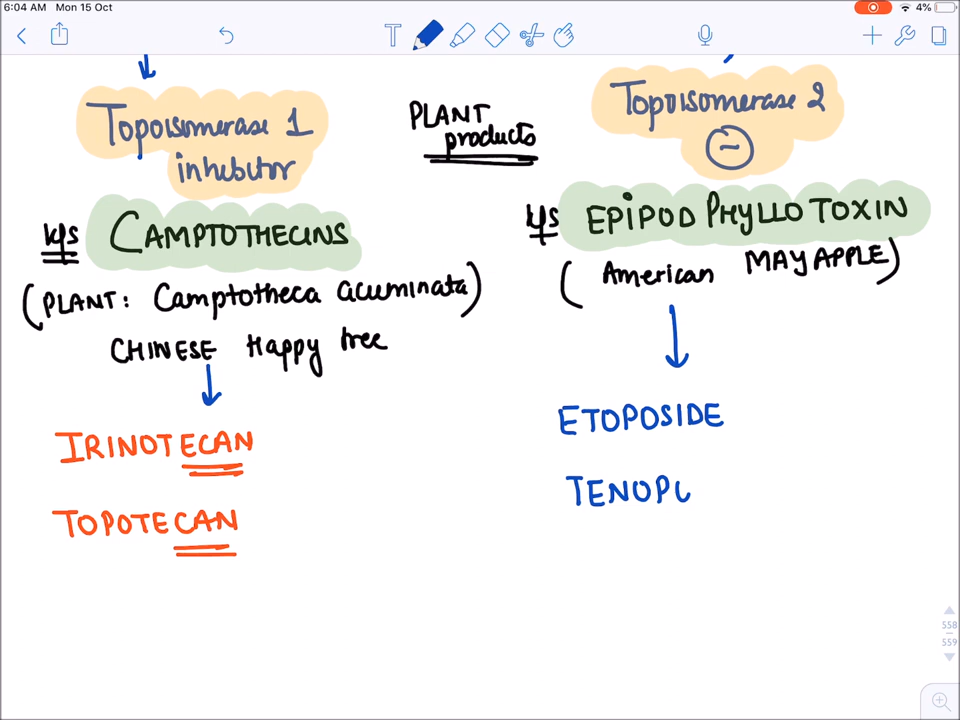 6:04 AM Mon 15 Oct
4%
T
Topoisomerase 1
inhibitor
PLANT
products
Topoisomerase 2
CAMPTOTHECINS
(PLANT: Camptotheca acuminata)
CHINESE Happy tree
IRINOTECAN
TOPOTECAN
EPIPODPHYLLOTOXIN
(American MAYAPPLE)
ETOPOSIDE
TENOPO
558
559